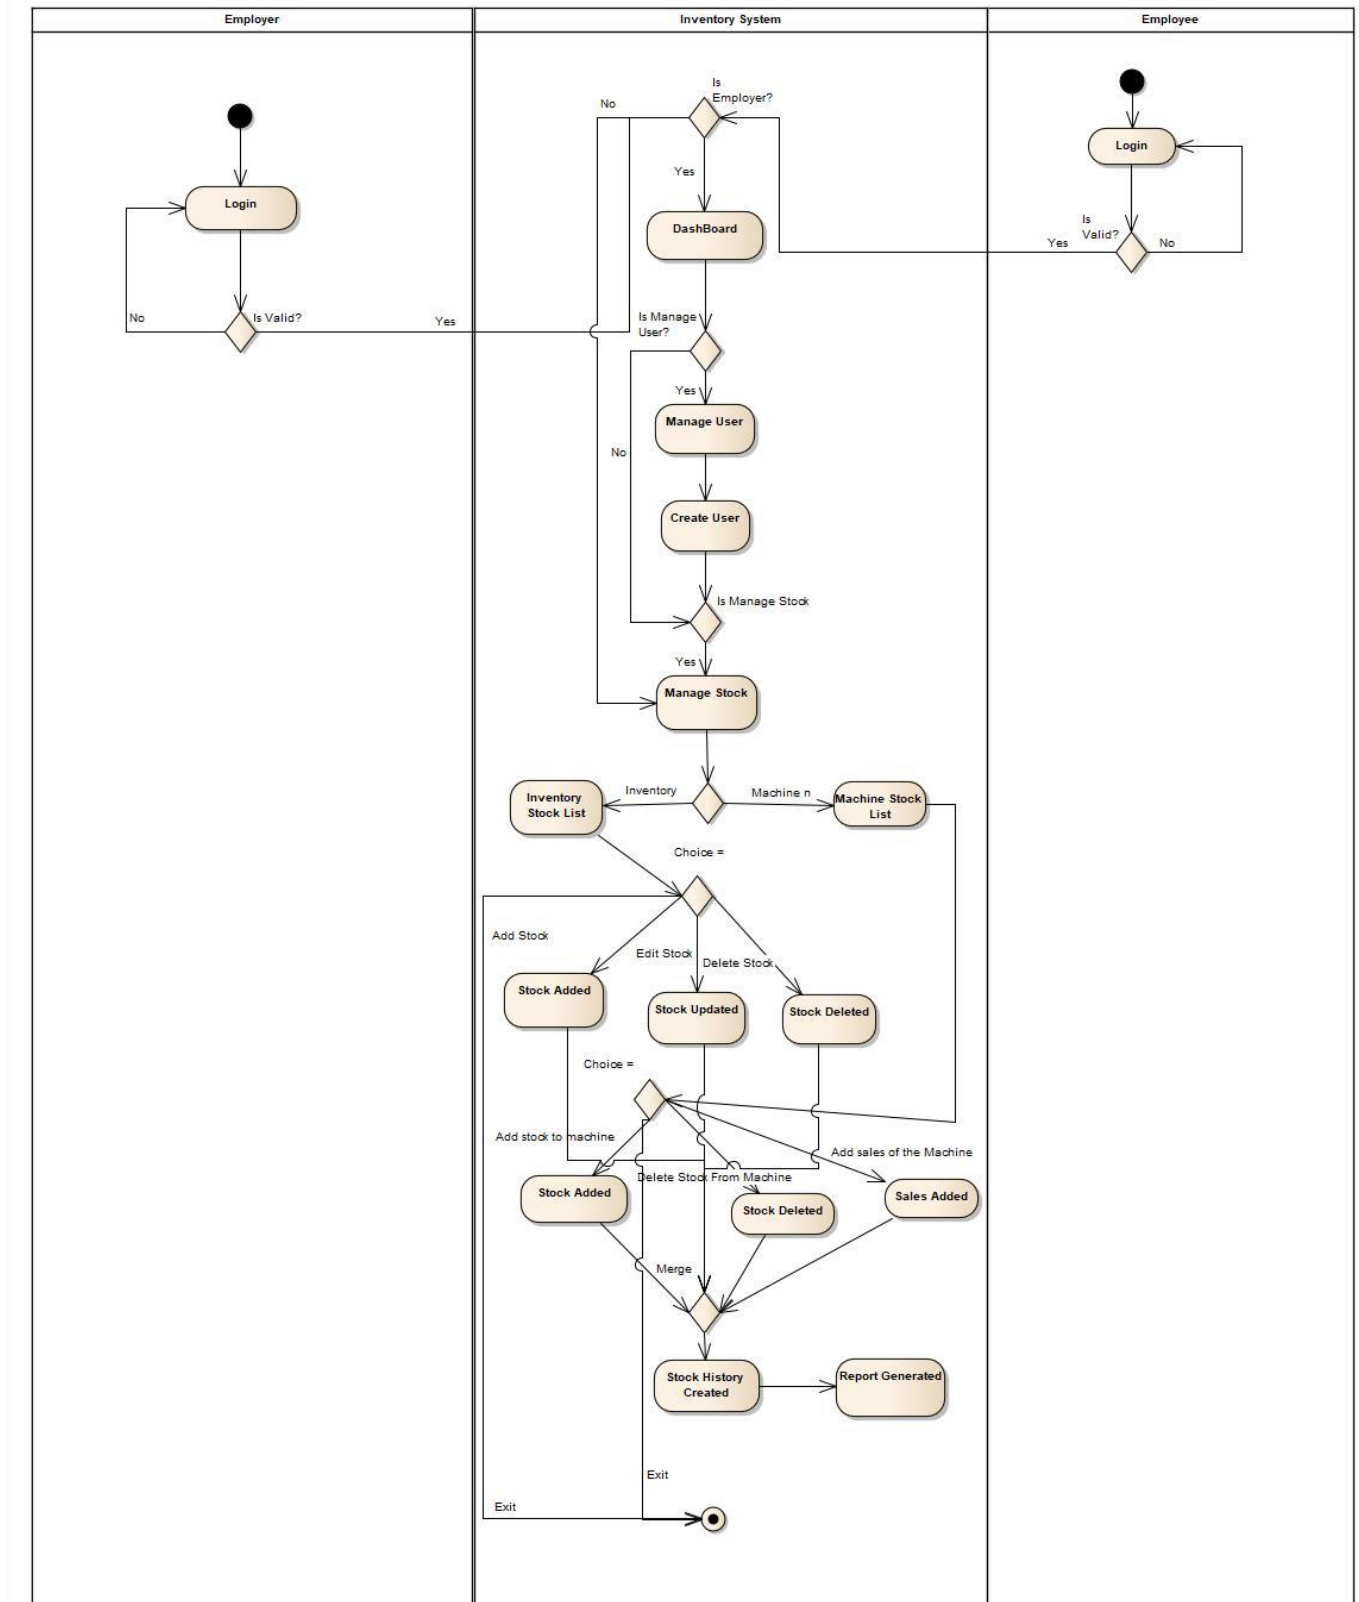 Employer
Inventory System
Employee
Is
Employer?
No
Login
Yes
Login
Is
Valid?
DashBoard
Yes
No
No
Is Valid?
Yes
Is Manage
User?
Yes
Manage User
No
Create User
Is Manage Stock
Yes
Manage Stock
Inventory
Stock List
Inventory
Machine n
Machine Stock
List
Choice =
Add Stock
Edit Stock
Delete Stock
Stock Added
Stock Updated
Stock Deleted
Choice =
Add stock to machine
Add sales of the Machine
Delete Stock From Machine
Stock Added
Stock Deleted
Sales Added
Merge
Stock History
Created
Report Generated
Exit
Exit